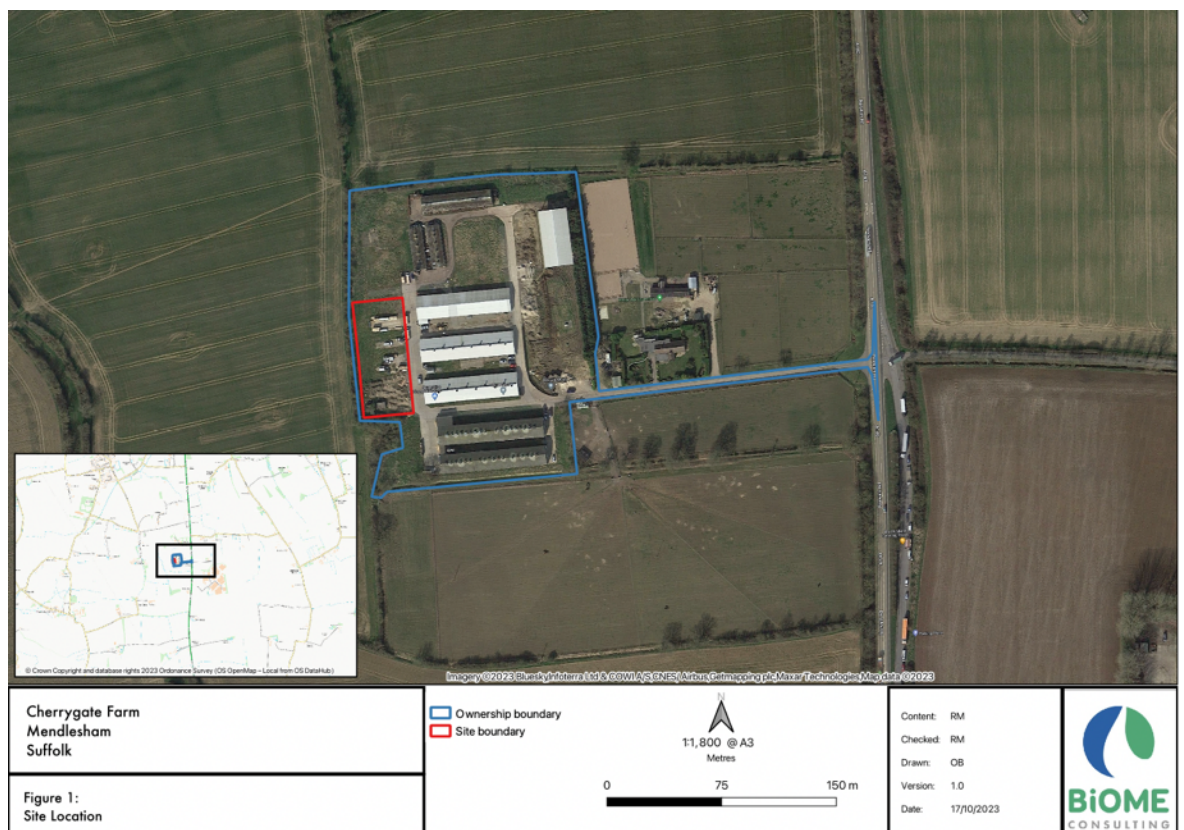 © Crown Copyright and database rights 2023 Ordnance Survey (OS OpenMap – Local from OS DataHub)
Imagery ©2023 Bluesky,Infoterra Ltd & COWI A/S,CNES / Airbus,Getmapping plc,Maxar Technologies,Map data ©2023
Cherrygate Farm
Mendlesham
Suffolk
Figure 1:
Site Location
Ownership boundary
Site boundary
N
1:1,800 @ A3
Metres
0 75 150 m
Content: RM
Checked: RM
Drawn: OB
Version: 1.0
Date: 17/10/2023
BiOME
CONSULTING